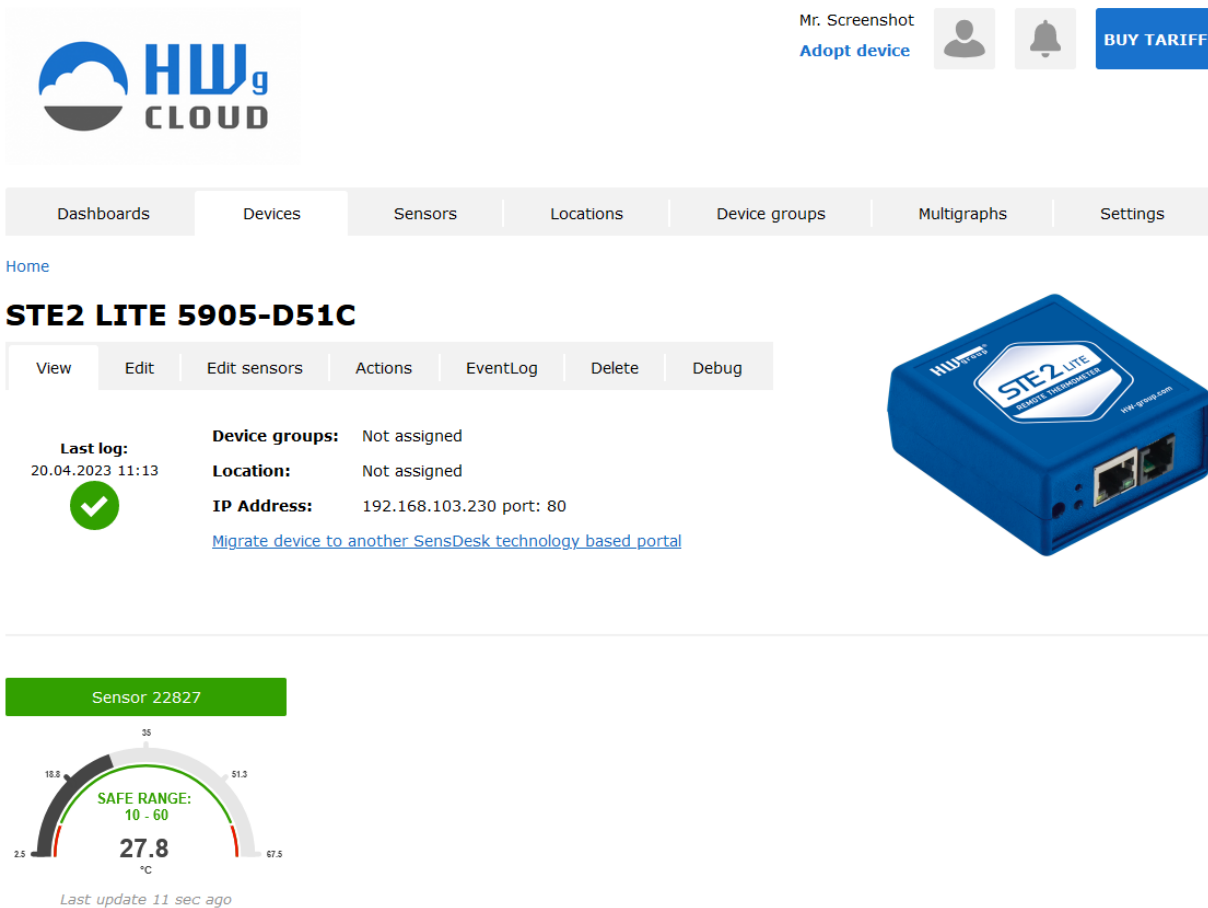 HWg
CLOUD
Mr. Screenshot
Adopt device
BUY TARIFF
Dashboards
Devices
Sensors
Locations
Device groups
Multigraphs
Settings
Home
STE2 LITE 5905-D51C
View
Edit
Edit sensors
Actions
EventLog
Delete
Debug
Last log:
20.04.2023 11:13
Device groups: Not assigned
Location: Not assigned
IP Address: 192.168.103.230 port: 80
Migrate device to another SensDesk technology based portal
HWgroup
STE2 LITE
REMOTE THERMOMETER
HW-group.com
Sensor 22827
35
18.8
51.3
SAFE RANGE:
10 - 60
27.8
°C
2.5
67.5
Last update 11 sec ago